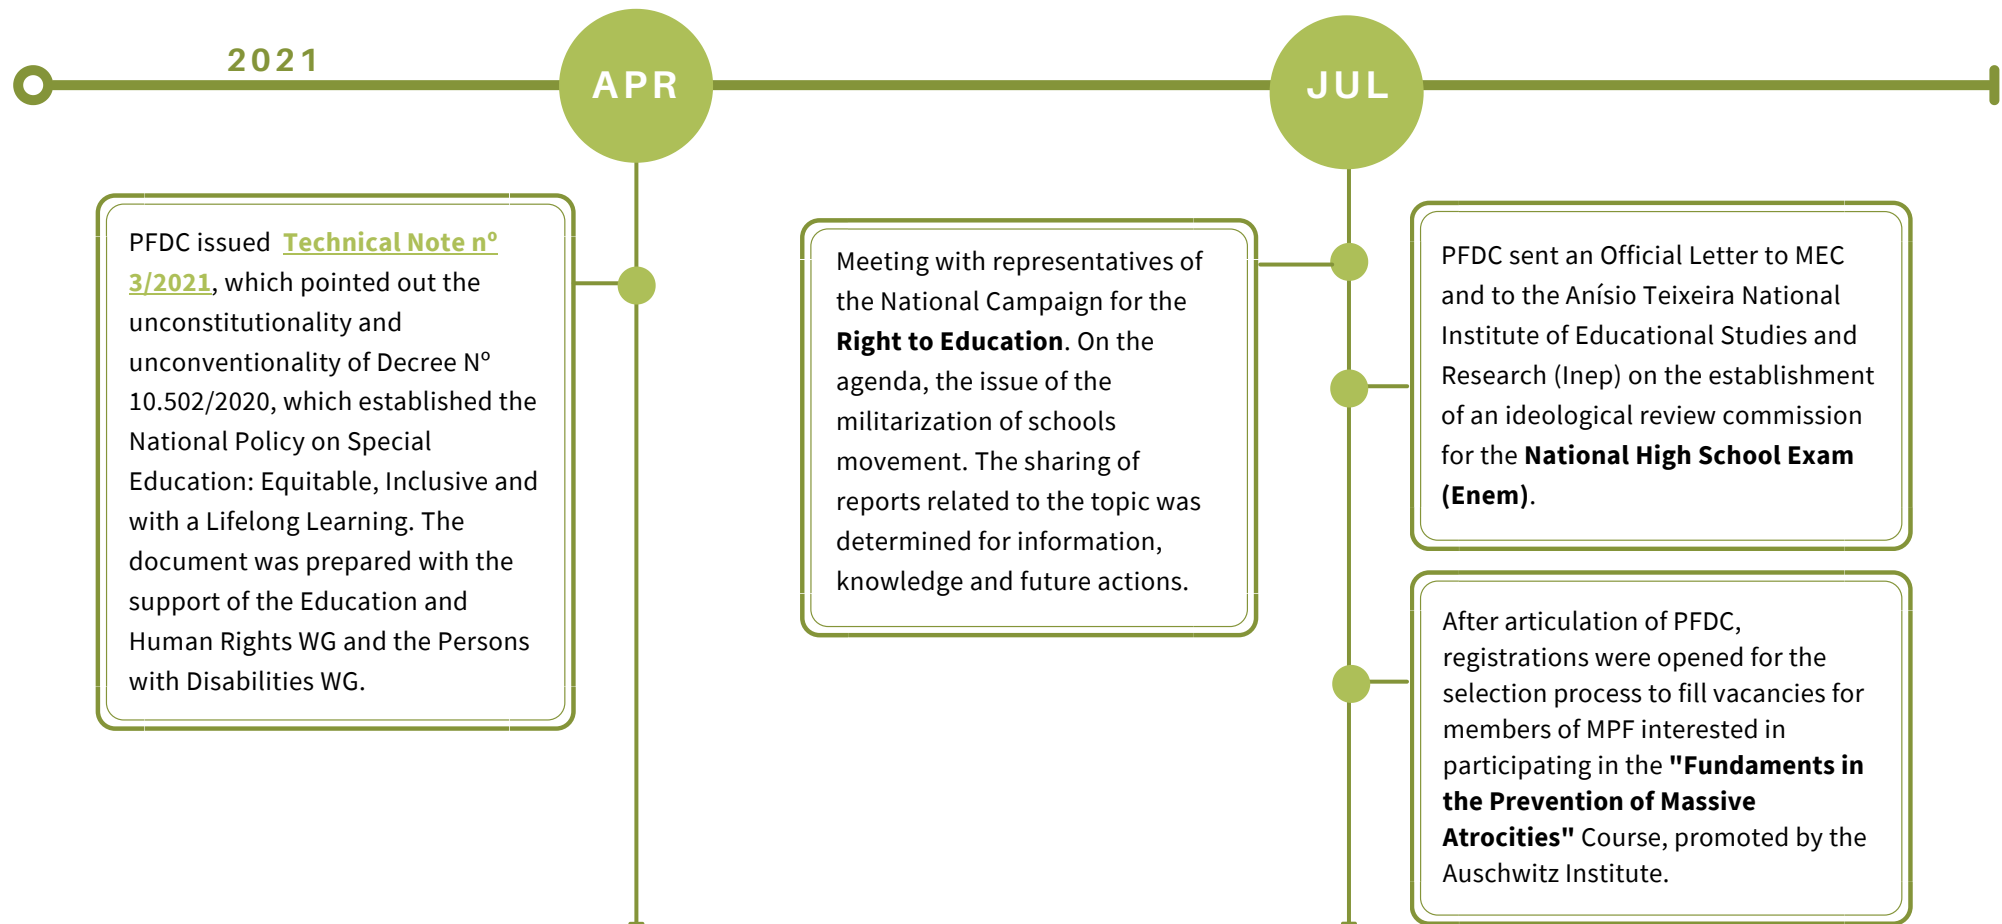 2021
APR
JUL
PFDC issued Technical Note nº
3/2021, which pointed out the
unconstitutionality and
unconventionality of Decree Nº
10.502/2020, which established the
National Policy on Special
Education: Equitable, Inclusive and
with a Lifelong Learning. The
document was prepared with the
support of the Education and
Human Rights WG and the Persons
with Disabilities WG.
Meeting with representatives of
the National Campaign for the
Right to Education. On the
agenda, the issue of the
militarization of schools
movement. The sharing of
reports related to the topic was
determined for information,
knowledge and future actions.
PFDC sent an Official Letter to MEC
and to the Anísio Teixeira National
Institute of Educational Studies and
Research (Inep) on the establishment
of an ideological review commission
for the National High School Exam
(Enem).
After articulation of PFDC,
registrations were opened for the
selection process to fill vacancies for
members of MPF interested in
participating in the "Fundaments in
the Prevention of Massive
Atrocities" Course, promoted by the
Auschwitz Institute.